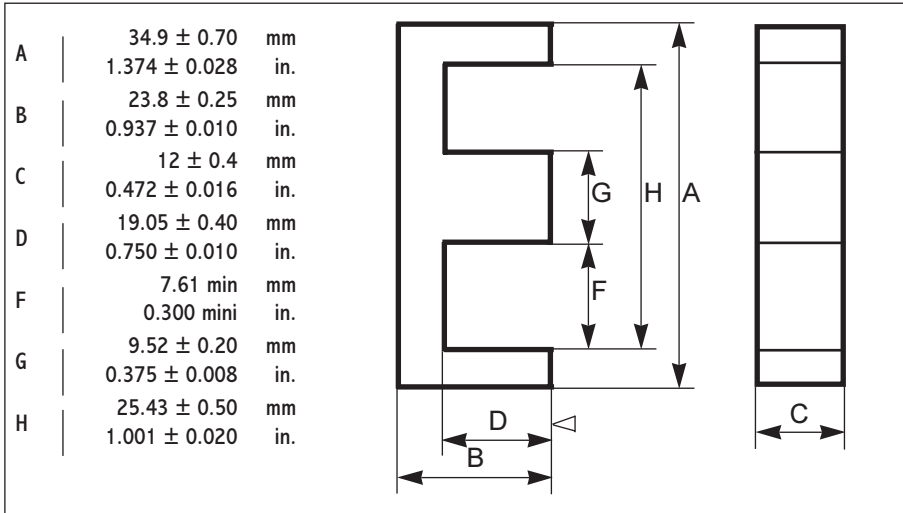 A
34.9 ± 0.70 mm
1.374 ± 0.028 in.
B
23.8 ± 0.25 mm
0.937 ± 0.010 in.
C
12 ± 0.4 mm
0.472 ± 0.016 in.
D
19.05 ± 0.40 mm
0.750 ± 0.010 in.
F
7.61 min mm
0.300 mini in.
G
9.52 ± 0.20 mm
0.375 ± 0.008 in.
H
25.43 ± 0.50 mm
1.001 ± 0.020 in.
G
H
A
F
D
B
C